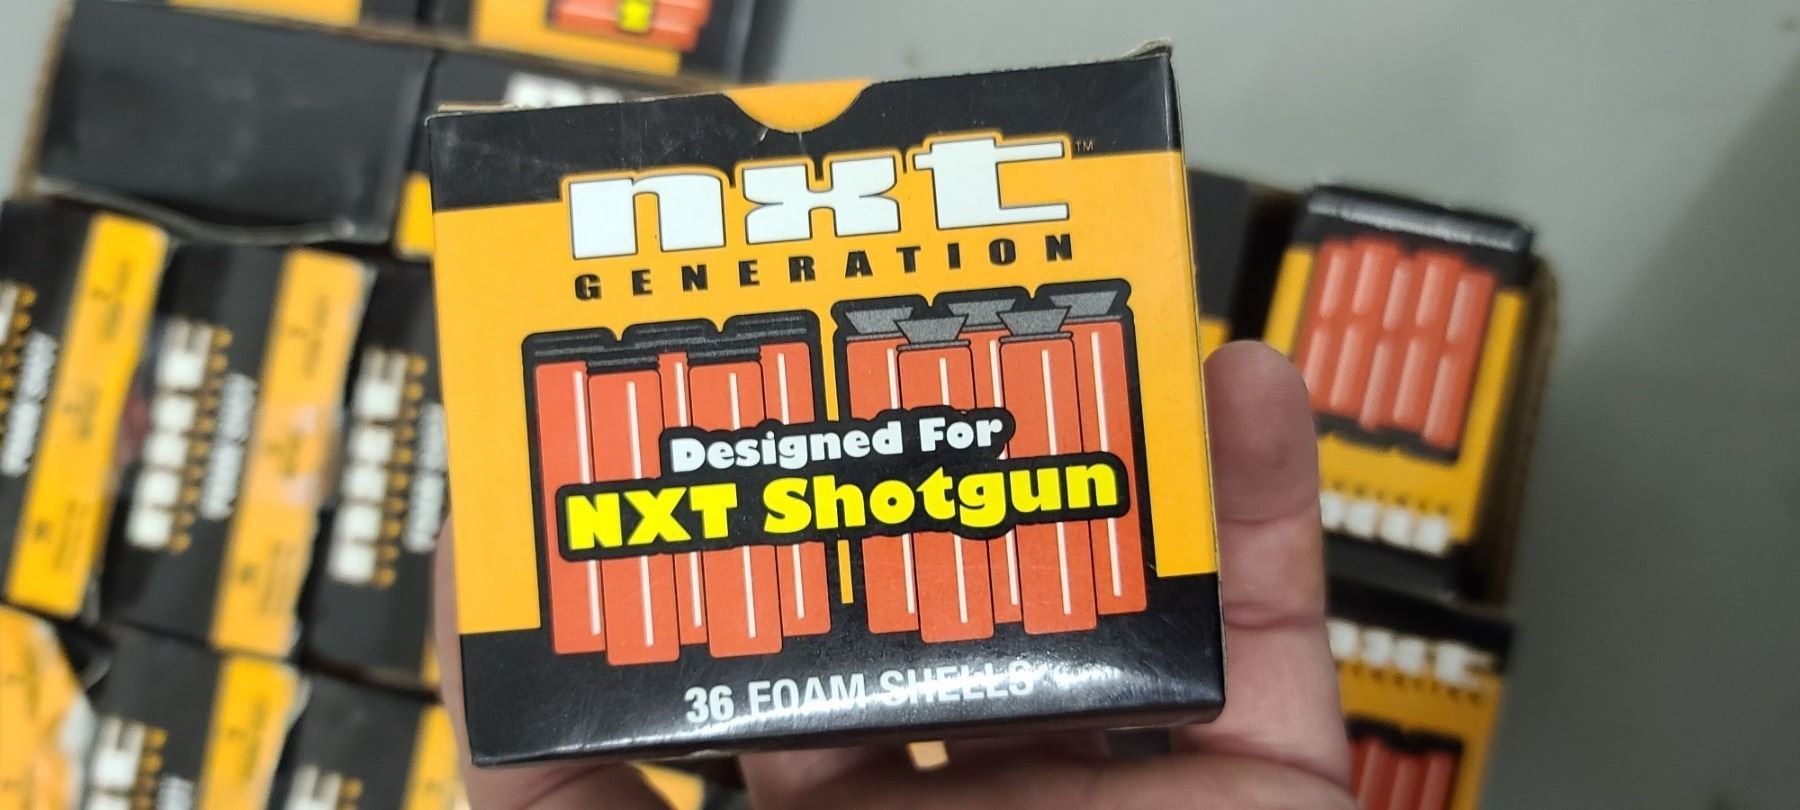 nxt™
GENERATION
Designed For
NXT Shotgun
36 FOAM SHELLS